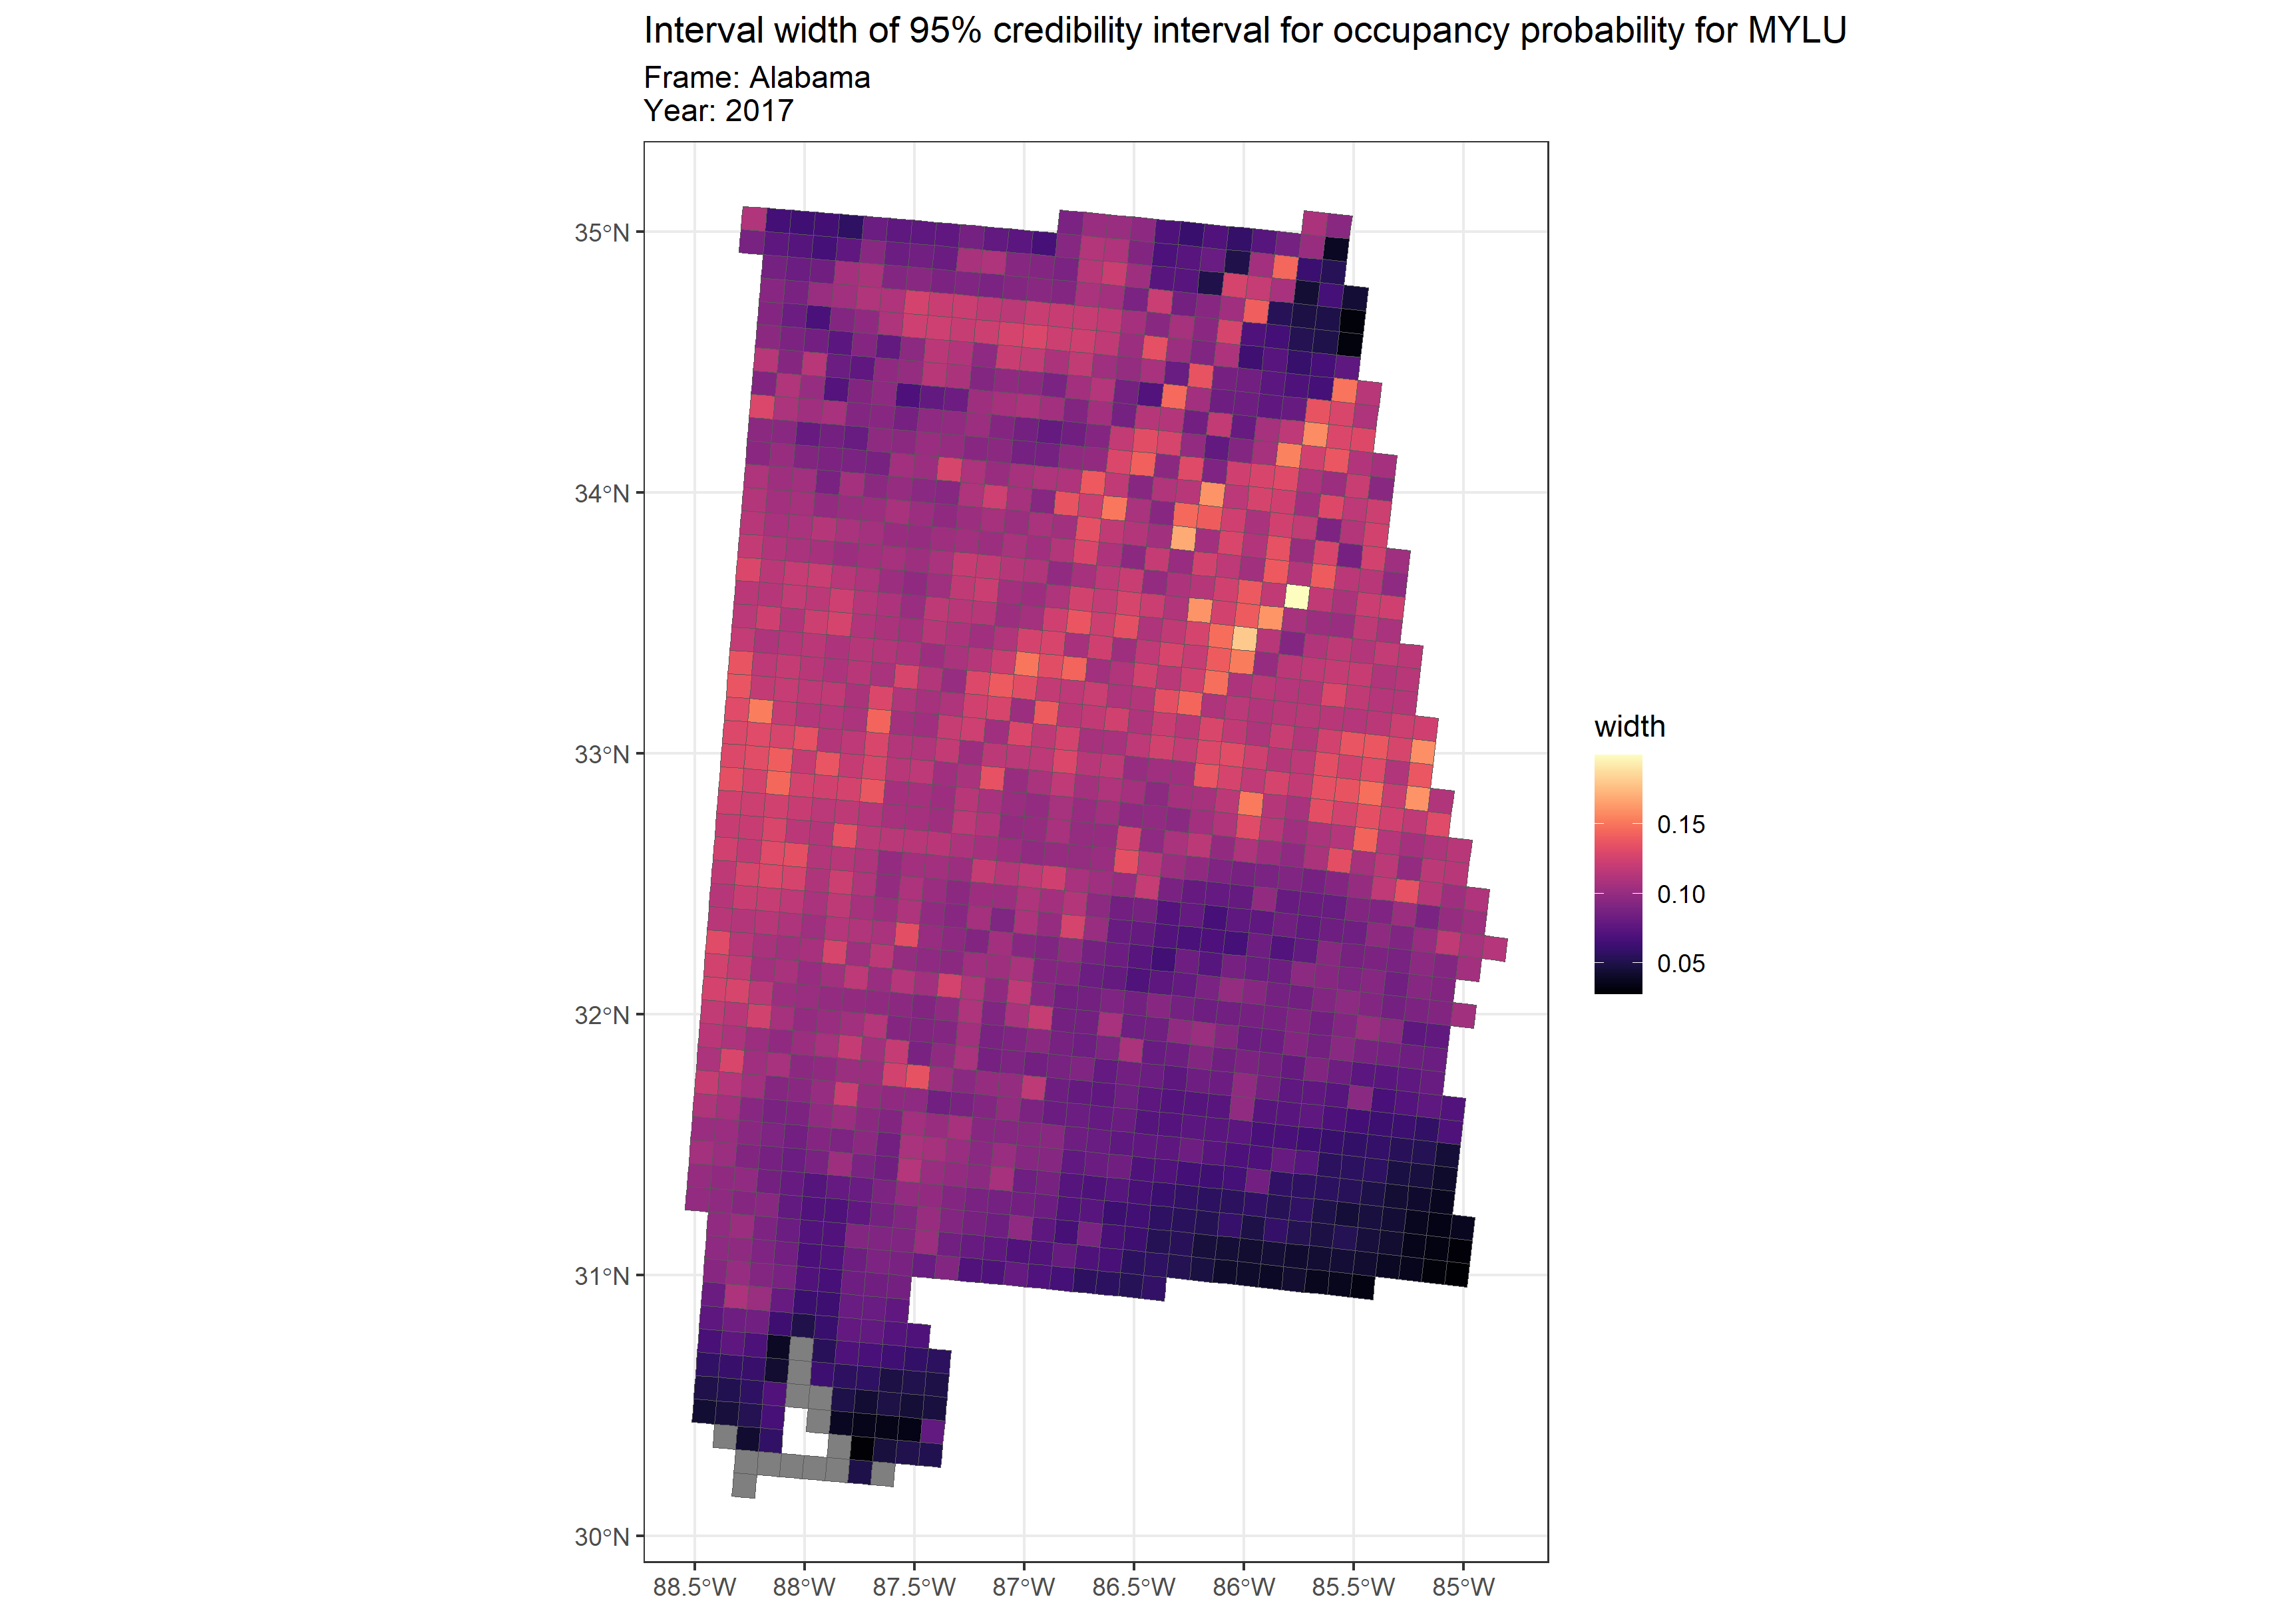 Interval width of 95% credibility interval for occupancy probability for MYLU
Frame: Alabama
Year: 2017
35°N
34°N
33°N
32°N
31°N
30°N
88.5°W
88°W
87.5°W
87°W
86.5°W
86°W
85.5°W
85°W
width
0.15
0.10
0.05